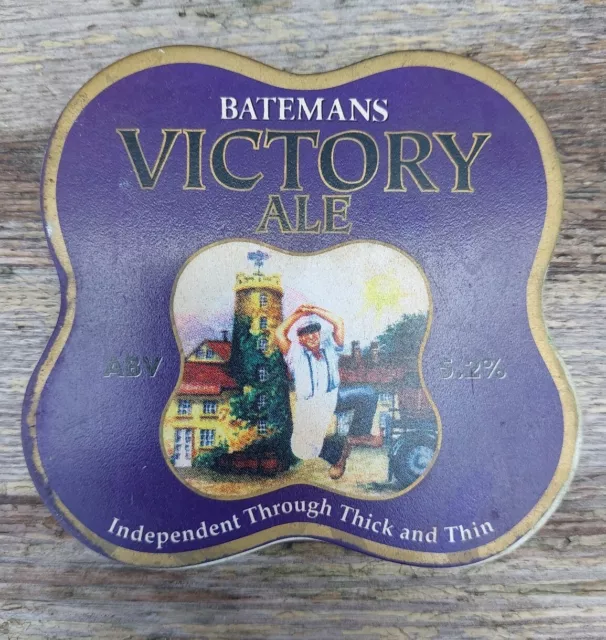 BATEMANS
VICTORY
ALE
ABV 5.2%
Independent Through Thick and Thin